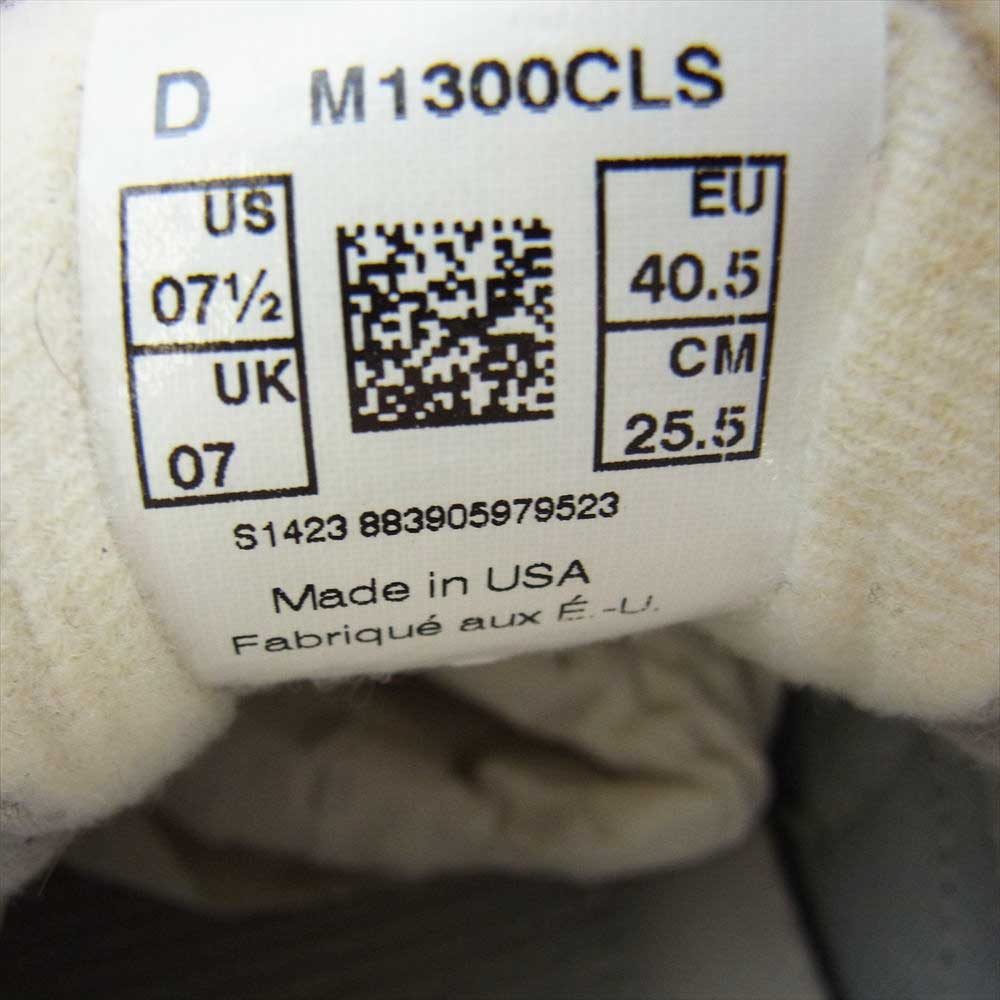 D M1300CLS
US
07½
UK
07
EU
40.5
CM
25.5
S1423 883905979523
Made in USA
Fabriqué aux É.-U.